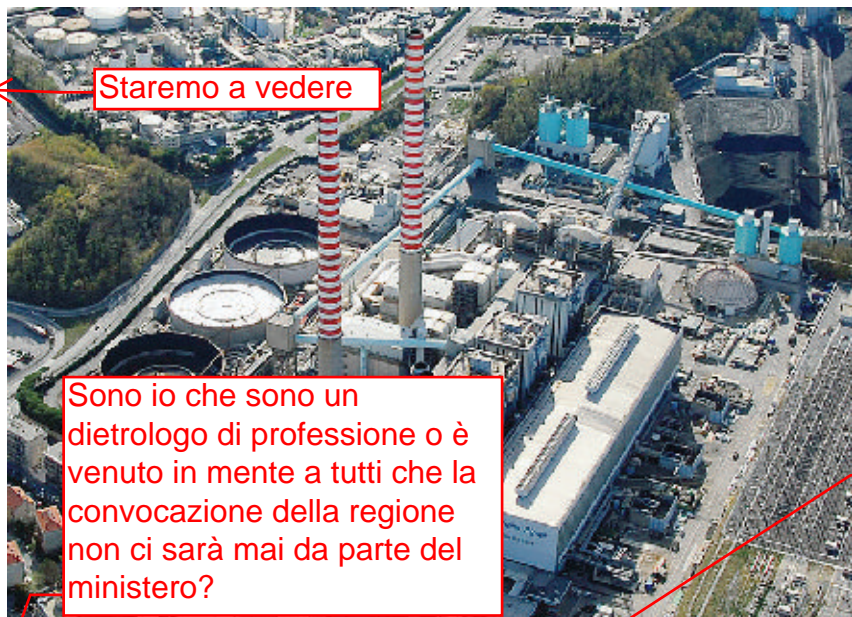 Staremo a vedere
Sono io che sono un
dietrologo di professione o è
venuto in mente a tutti che la
convocazione della regione
non ci sarà mai da parte del
ministero?